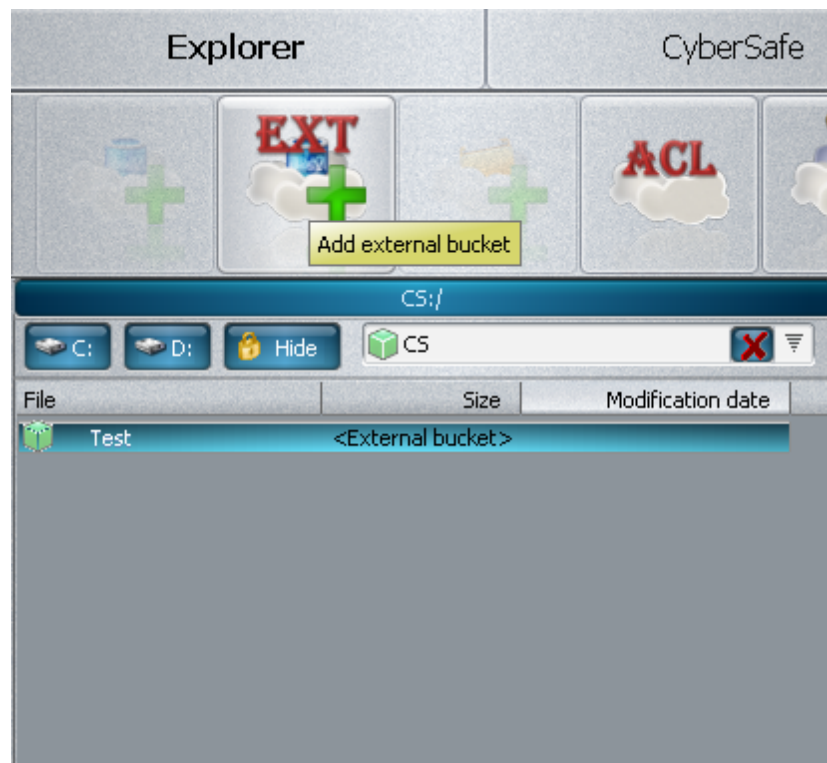 Explorer CyberSafe
EXT ACL
Add external bucket
CS:/
C: D: Hide CS
File Size Modification date
Test <External bucket>